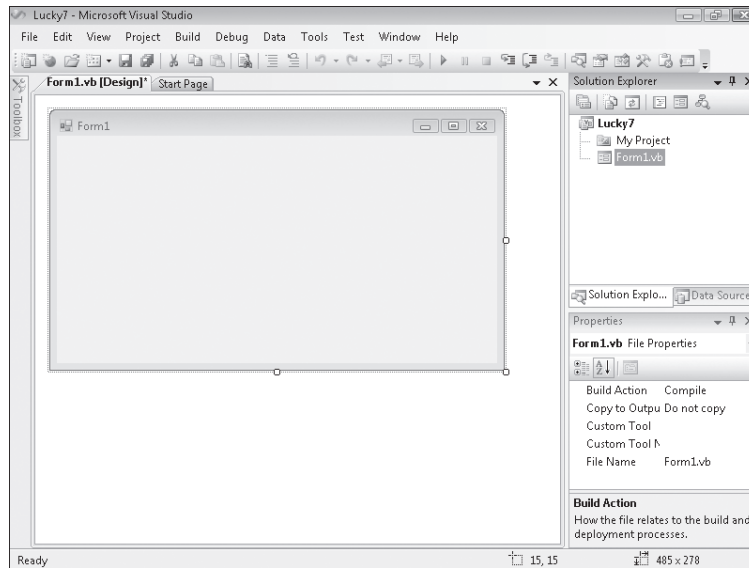 Lucky7 - Microsoft Visual Studio
File Edit View Project Build Debug Data Tools Test Window Help
Form1.vb [Design]* Start Page
Toolbox
Form1
Solution Explorer
Lucky7
My Project
Form1.vb
Solution Explo... Data Source
Properties
Form1.vb File Properties
Build Action Compile
Copy to Outpu Do not copy
Custom Tool
Custom Tool N
File Name Form1.vb
Build Action
How the file relates to the build and
deployment processes.
Ready 15, 15 485 x 278